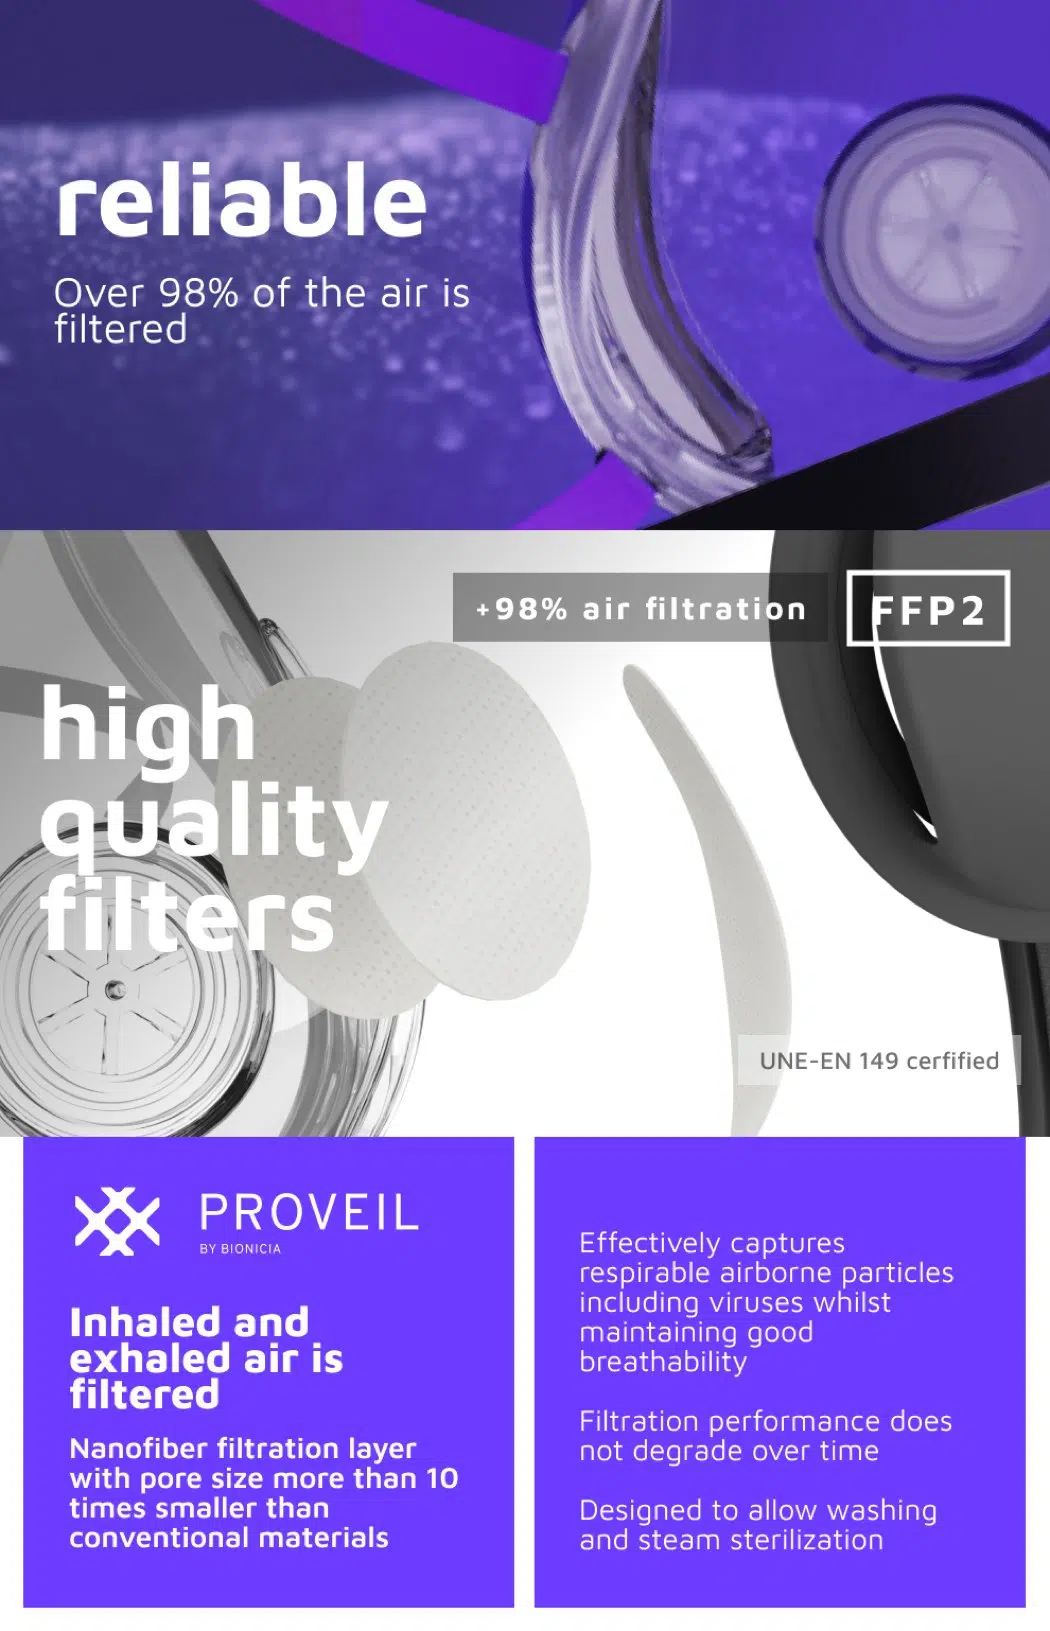 reliable
Over 98% of the air is
filtered
+98% air filtration
FFP2
high
quality
filters
UNE-EN 149 cerfified
PROVEIL
BY BIONICIA
Inhaled and
exhaled air is
filtered
Nanofiber filtration layer
with pore size more than 10
times smaller than
conventional materials
Effectively captures
respirable airborne particles
including viruses whilst
maintaining good
breathability
Filtration performance does
not degrade over time
Designed to allow washing
and steam sterilization